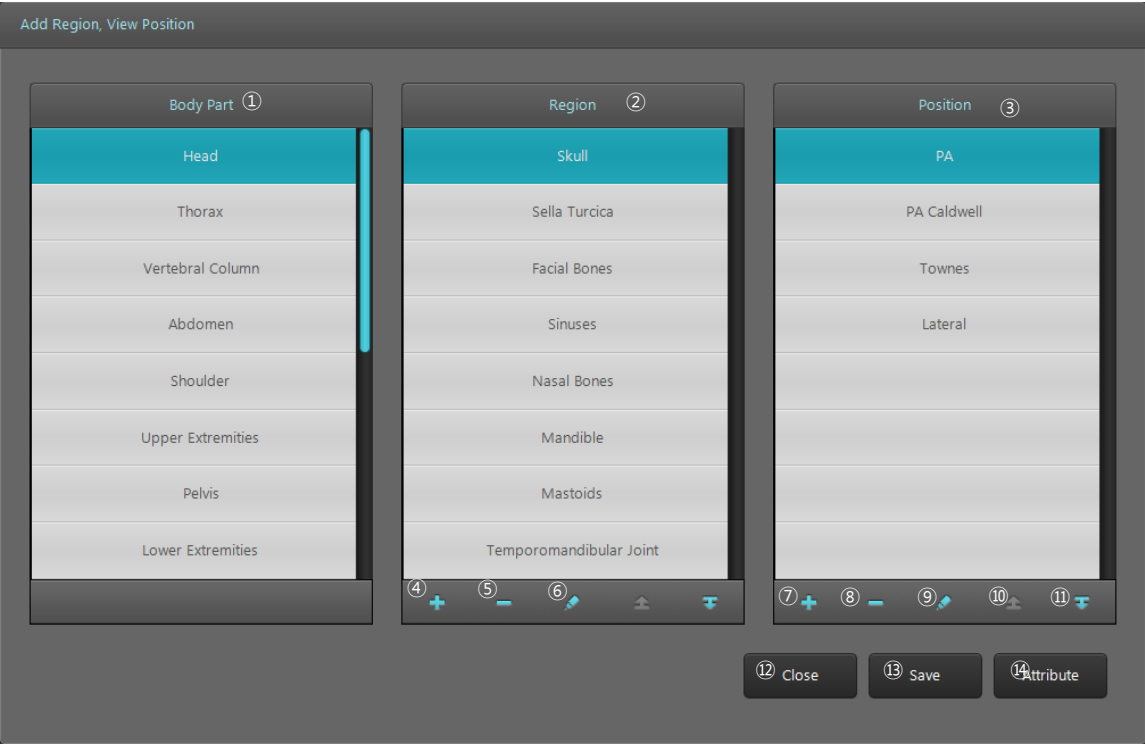 Add Region, View Position
Body Part ①
Head
Thorax
Vertebral Column
Abdomen
Shoulder
Upper Extremities
Pelvis
Lower Extremities
Region ②
Skull
Sella Turcica
Facial Bones
Sinuses
Nasal Bones
Mandible
Mastoids
Temporomandibular Joint
④ ⑤ ⑥
Position ③
PA
PA Caldwell
Townes
Lateral
⑦ ⑧ ⑨ ⑩ ⑪
⑫ Close ⑬ Save ⑭ Attribute